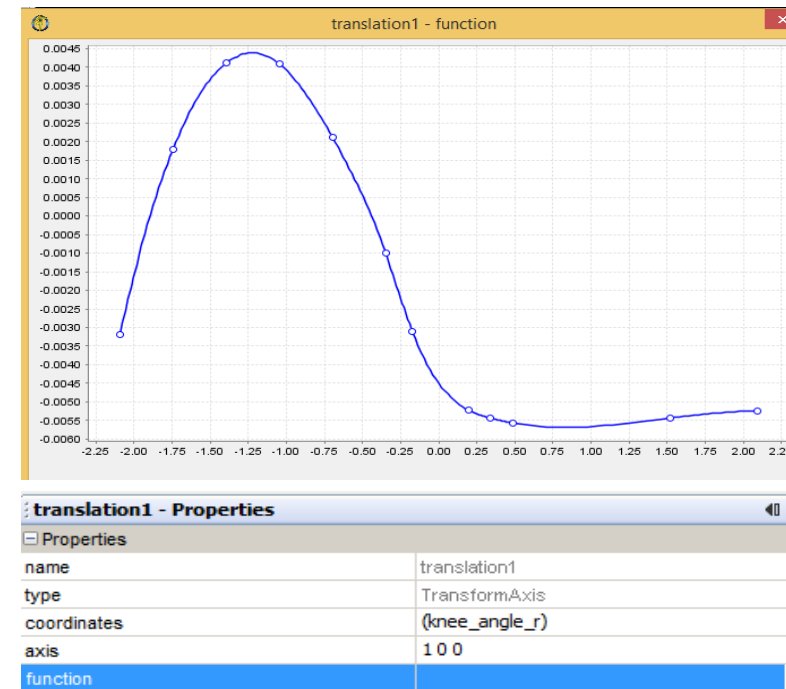 translation1 - function
0.0045
0.0040
0.0035
0.0030
0.0025
0.0020
0.0015
0.0010
0.0005
0.0000
-0.0005
-0.0010
-0.0015
-0.0020
-0.0025
-0.0030
-0.0035
-0.0040
-0.0045
-0.0050
-0.0055
-0.0060
-2.25 -2.00 -1.75 -1.50 -1.25 -1.00 -0.75 -0.50 -0.25 0.00 0.25 0.50 0.75 1.00 1.25 1.50 1.75 2.00 2.2
translation1 - Properties
Properties
name translation1
type TransformAxis
coordinates (knee_angle_r)
axis 1 0 0
function